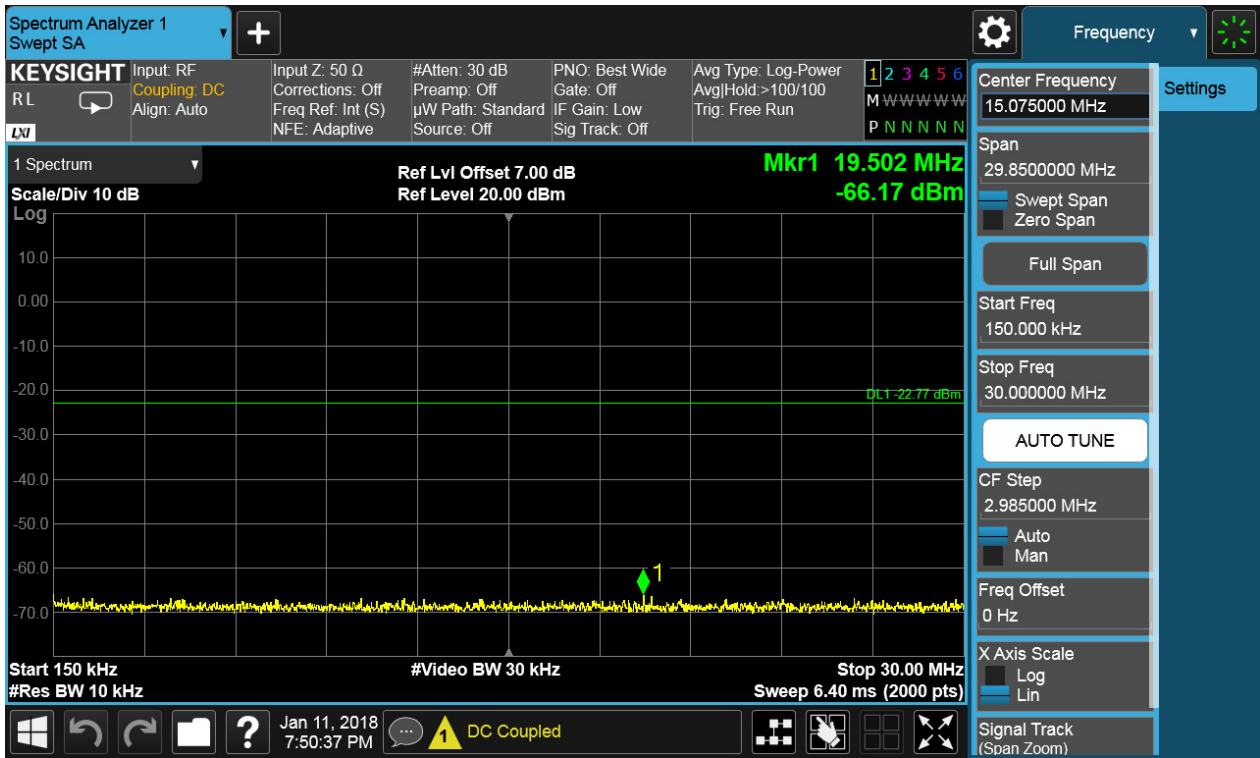 Spectrum Analyzer 1
Swept SA
+
Frequency
KEYSIGHT
R L
LXI
Input: RF
Coupling: DC
Align: Auto
Input Z: 50 Ω
Corrections: Off
Freq Ref: Int (S)
NFE: Adaptive
#Atten: 30 dB
Preamp: Off
µW Path: Standard
Source: Off
PNO: Best Wide
Gate: Off
IF Gain: Low
Sig Track: Off
Avg Type: Log-Power
Avg|Hold:>100/100
Trig: Free Run
1 2 3 4 5 6
M W W W W W
P N N N N N
1 Spectrum
Scale/Div 10 dB
Log
Ref Lvl Offset 7.00 dB
Ref Level 20.00 dBm
Mkr1 19.502 MHz
-66.17 dBm
10.0
0.00
-10.0
-20.0
DL1 -22.77 dBm
-30.0
-40.0
-50.0
-60.0
1
-70.0
Start 150 kHz
#Res BW 10 kHz
#Video BW 30 kHz
Stop 30.00 MHz
Sweep 6.40 ms (2000 pts)
Center Frequency
15.075000 MHz
Settings
Span
29.8500000 MHz
Swept Span
Zero Span
Full Span
Start Freq
150.000 kHz
Stop Freq
30.000000 MHz
AUTO TUNE
CF Step
2.985000 MHz
Auto
Man
Freq Offset
0 Hz
X Axis Scale
Log
Lin
Signal Track
(Span Zoom)
?
Jan 11, 2018
7:50:37 PM
1
DC Coupled